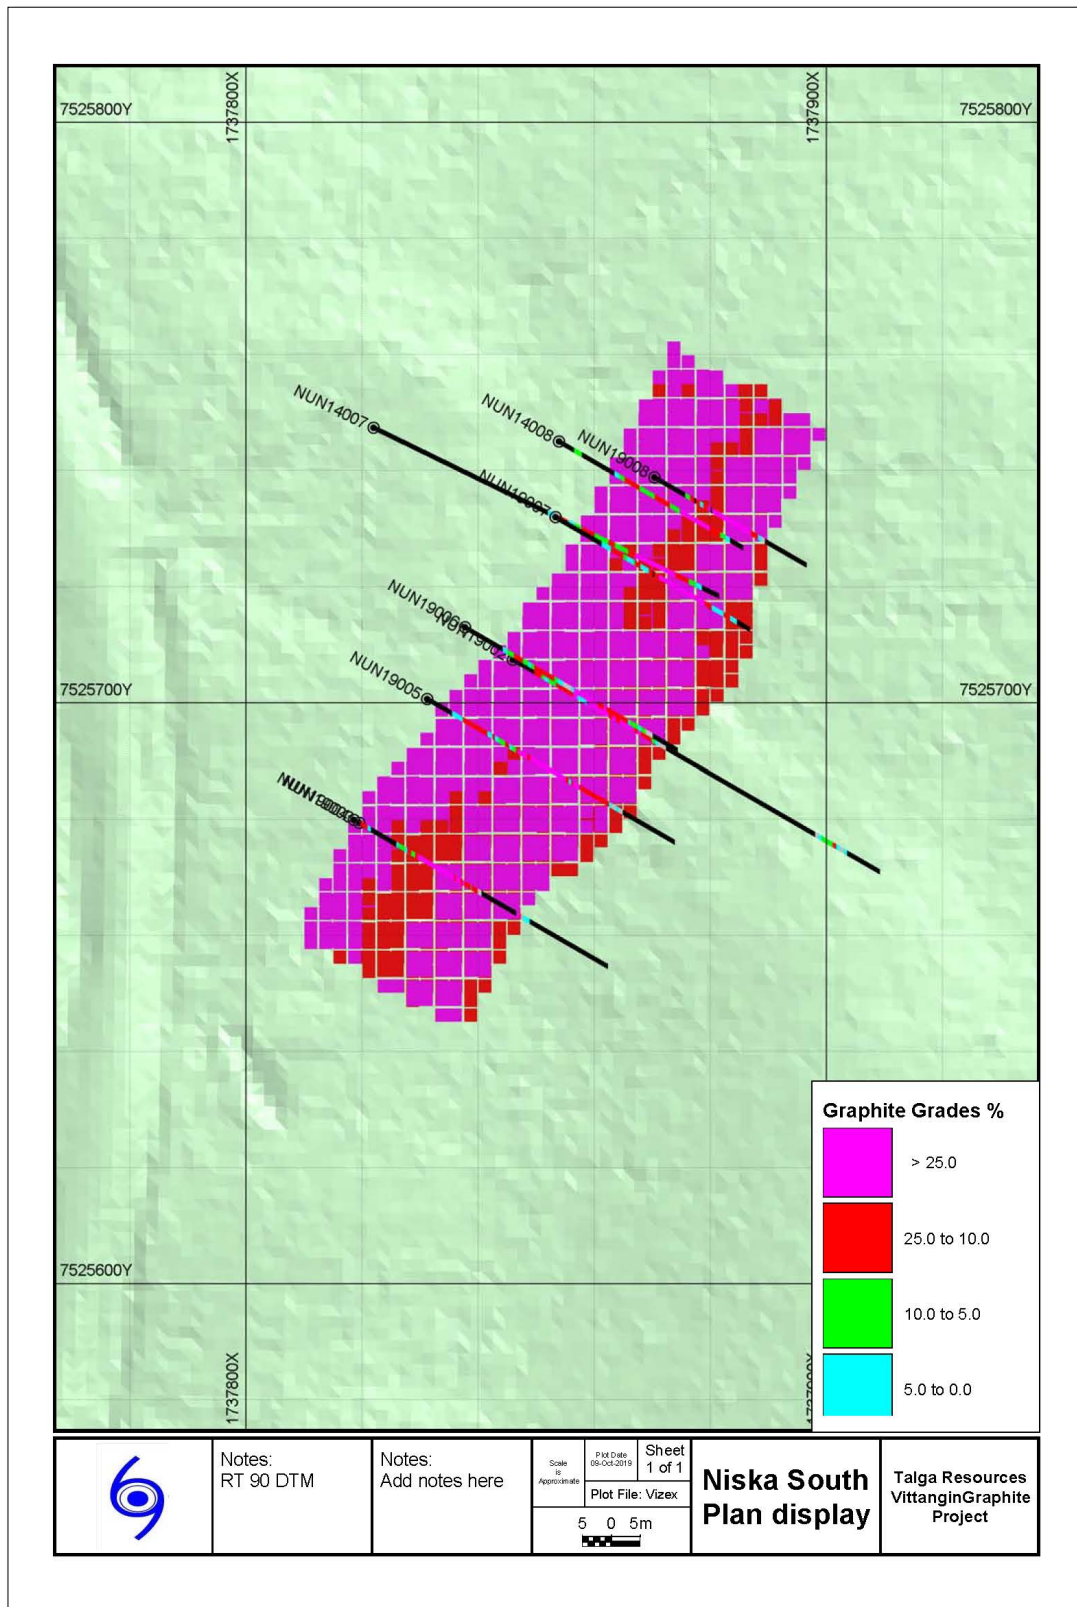 1737800X
1737900X
7525800Y
7525800Y
NUN14007
NUN14008
NUN19008
NUN19007
NUN19006
NUN19002
NUN19005
7525700Y
7525700Y
Graphite Grades %
> 25.0
25.0 to 10.0
10.0 to 5.0
5.0 to 0.0
7525600Y
1737800X
Notes:
RT 90 DTM
Notes:
Add notes here
Scale
is
Approximate
Plot Date
09-Oct-2019
Sheet
1 of 1
Plot File: Vizex
5 0 5m
Niska South
Plan display
Talga Resources
VittanginGraphite
Project